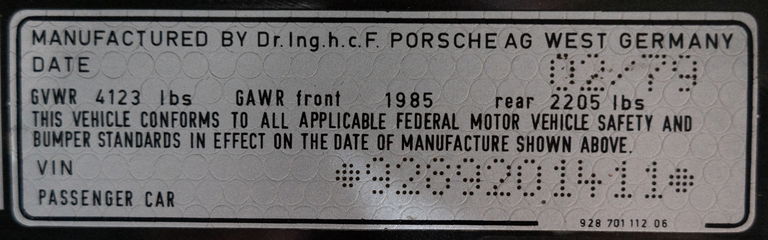 MANUFACTURED BY Dr.Ing.h.c.F. PORSCHE AG WEST GERMANY
DATE 02/79
GVWR 4123 lbs GAWR front 1985 rear 2205 lbs
THIS VEHICLE CONFORMS TO ALL APPLICABLE FEDERAL MOTOR VEHICLE SAFETY AND
BUMPER STANDARDS IN EFFECT ON THE DATE OF MANUFACTURE SHOWN ABOVE.
VIN *9289201411*
PASSENGER CAR
928 701 112 06